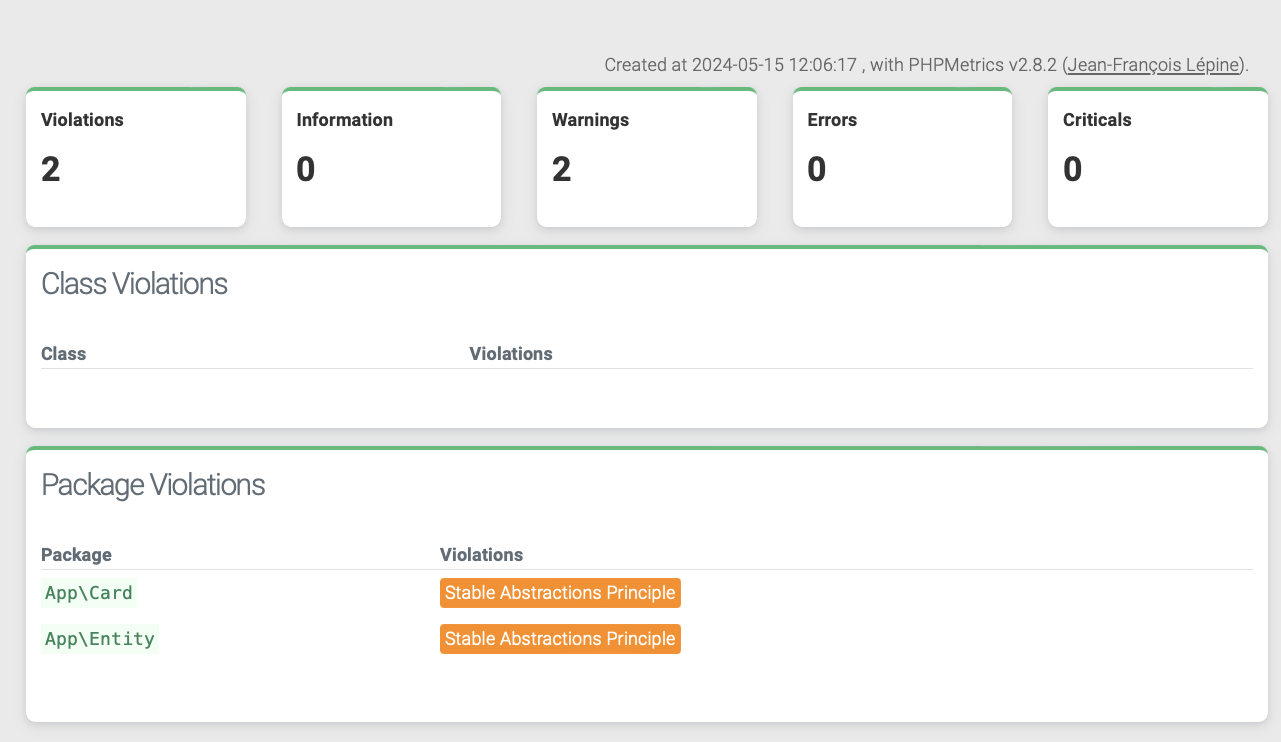 Created at 2024-05-15 12:06:17 , with PHPMetrics v2.8.2 (Jean-François Lépine).
Violations
2
Information
0
Warnings
2
Errors
0
Criticals
0
Class Violations
Class Violations
Package Violations
Package Violations
App\Card Stable Abstractions Principle
App\Entity Stable Abstractions Principle